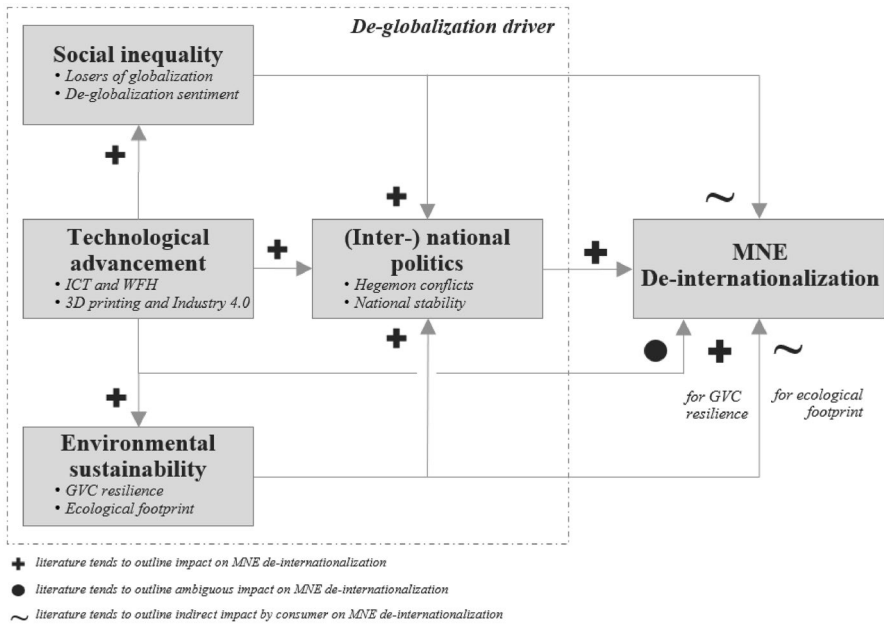 De-globalization driver
Social inequality
• Losers of globalization
• De-globalization sentiment
Technological
advancement
• ICT and WFH
• 3D printing and Industry 4.0
(Inter-) national
politics
• Hegemon conflicts
• National stability
MNE
De-internationalization
for GVC
resilience
for ecological
footprint
Environmental
sustainability
• GVC resilience
• Ecological footprint
+ literature tends to outline impact on MNE de-internationalization
● literature tends to outline ambiguous impact on MNE de-internationalization
~ literature tends to outline indirect impact by consumer on MNE de-internationalization